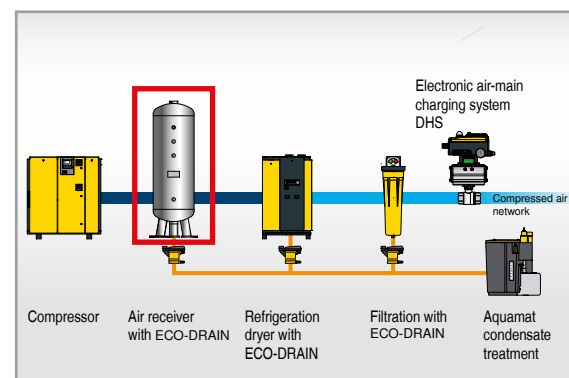 Electronic air-main
charging system
DHS
Compressed air
network
Compressor
Air receiver
with ECO-DRAIN
Refrigeration
dryer with
ECO-DRAIN
Filtration with
ECO-DRAIN
Aquamat
condensate
treatment